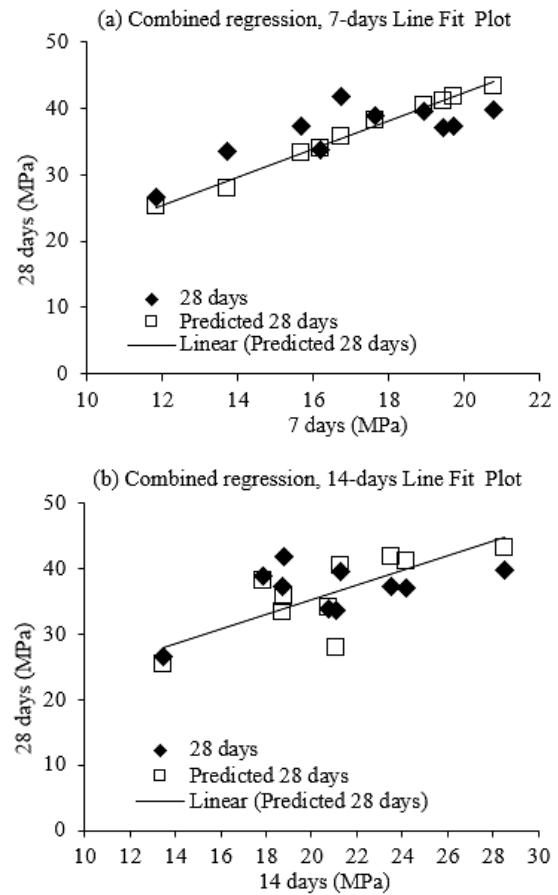 (a) Combined regression, 7-days Line Fit Plot
50
40
30
20
10
0
28 days (MPa)
28 days
Predicted 28 days
Linear (Predicted 28 days)
10 12 14 16 18 20 22
7 days (MPa)
(b) Combined regression, 14-days Line Fit Plot
50
40
30
20
10
0
28 days (MPa)
28 days
Predicted 28 days
Linear (Predicted 28 days)
10 12 14 16 18 20 22 24 26 28 30
14 days (MPa)